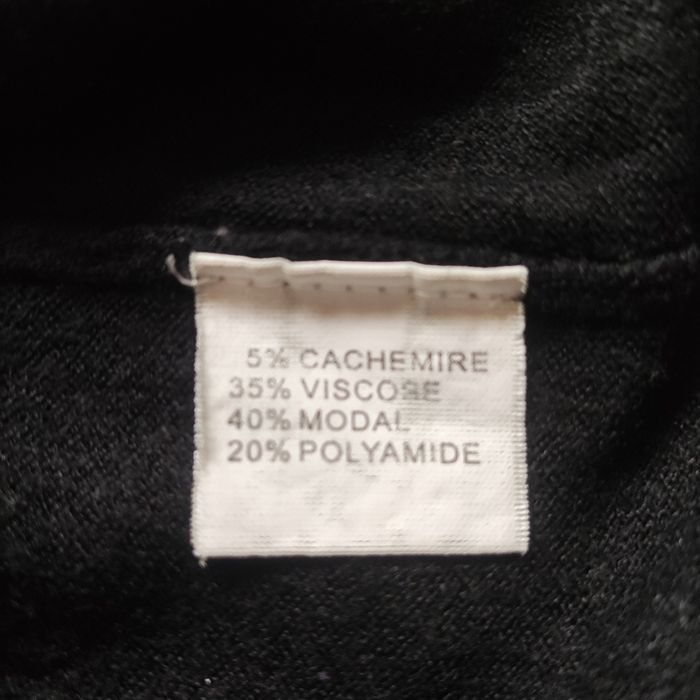 5% CACHEMIRE
35% VISCOSE
40% MODAL
20% POLYAMIDE